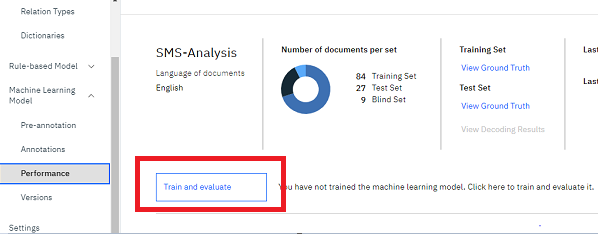 Relation Types
Dictionaries
Rule-based Model
Machine Learning
Model
Pre-annotation
Annotations
Performance
Versions
Settings
SMS-Analysis
Language of documents
English
Number of documents per set
84 Training Set
27 Test Set
9 Blind Set
Training Set
View Ground Truth
Test Set
View Ground Truth
View Decoding Results
Last
Last
Train and evaluate
You have not trained the machine learning model. Click here to train and evaluate it.